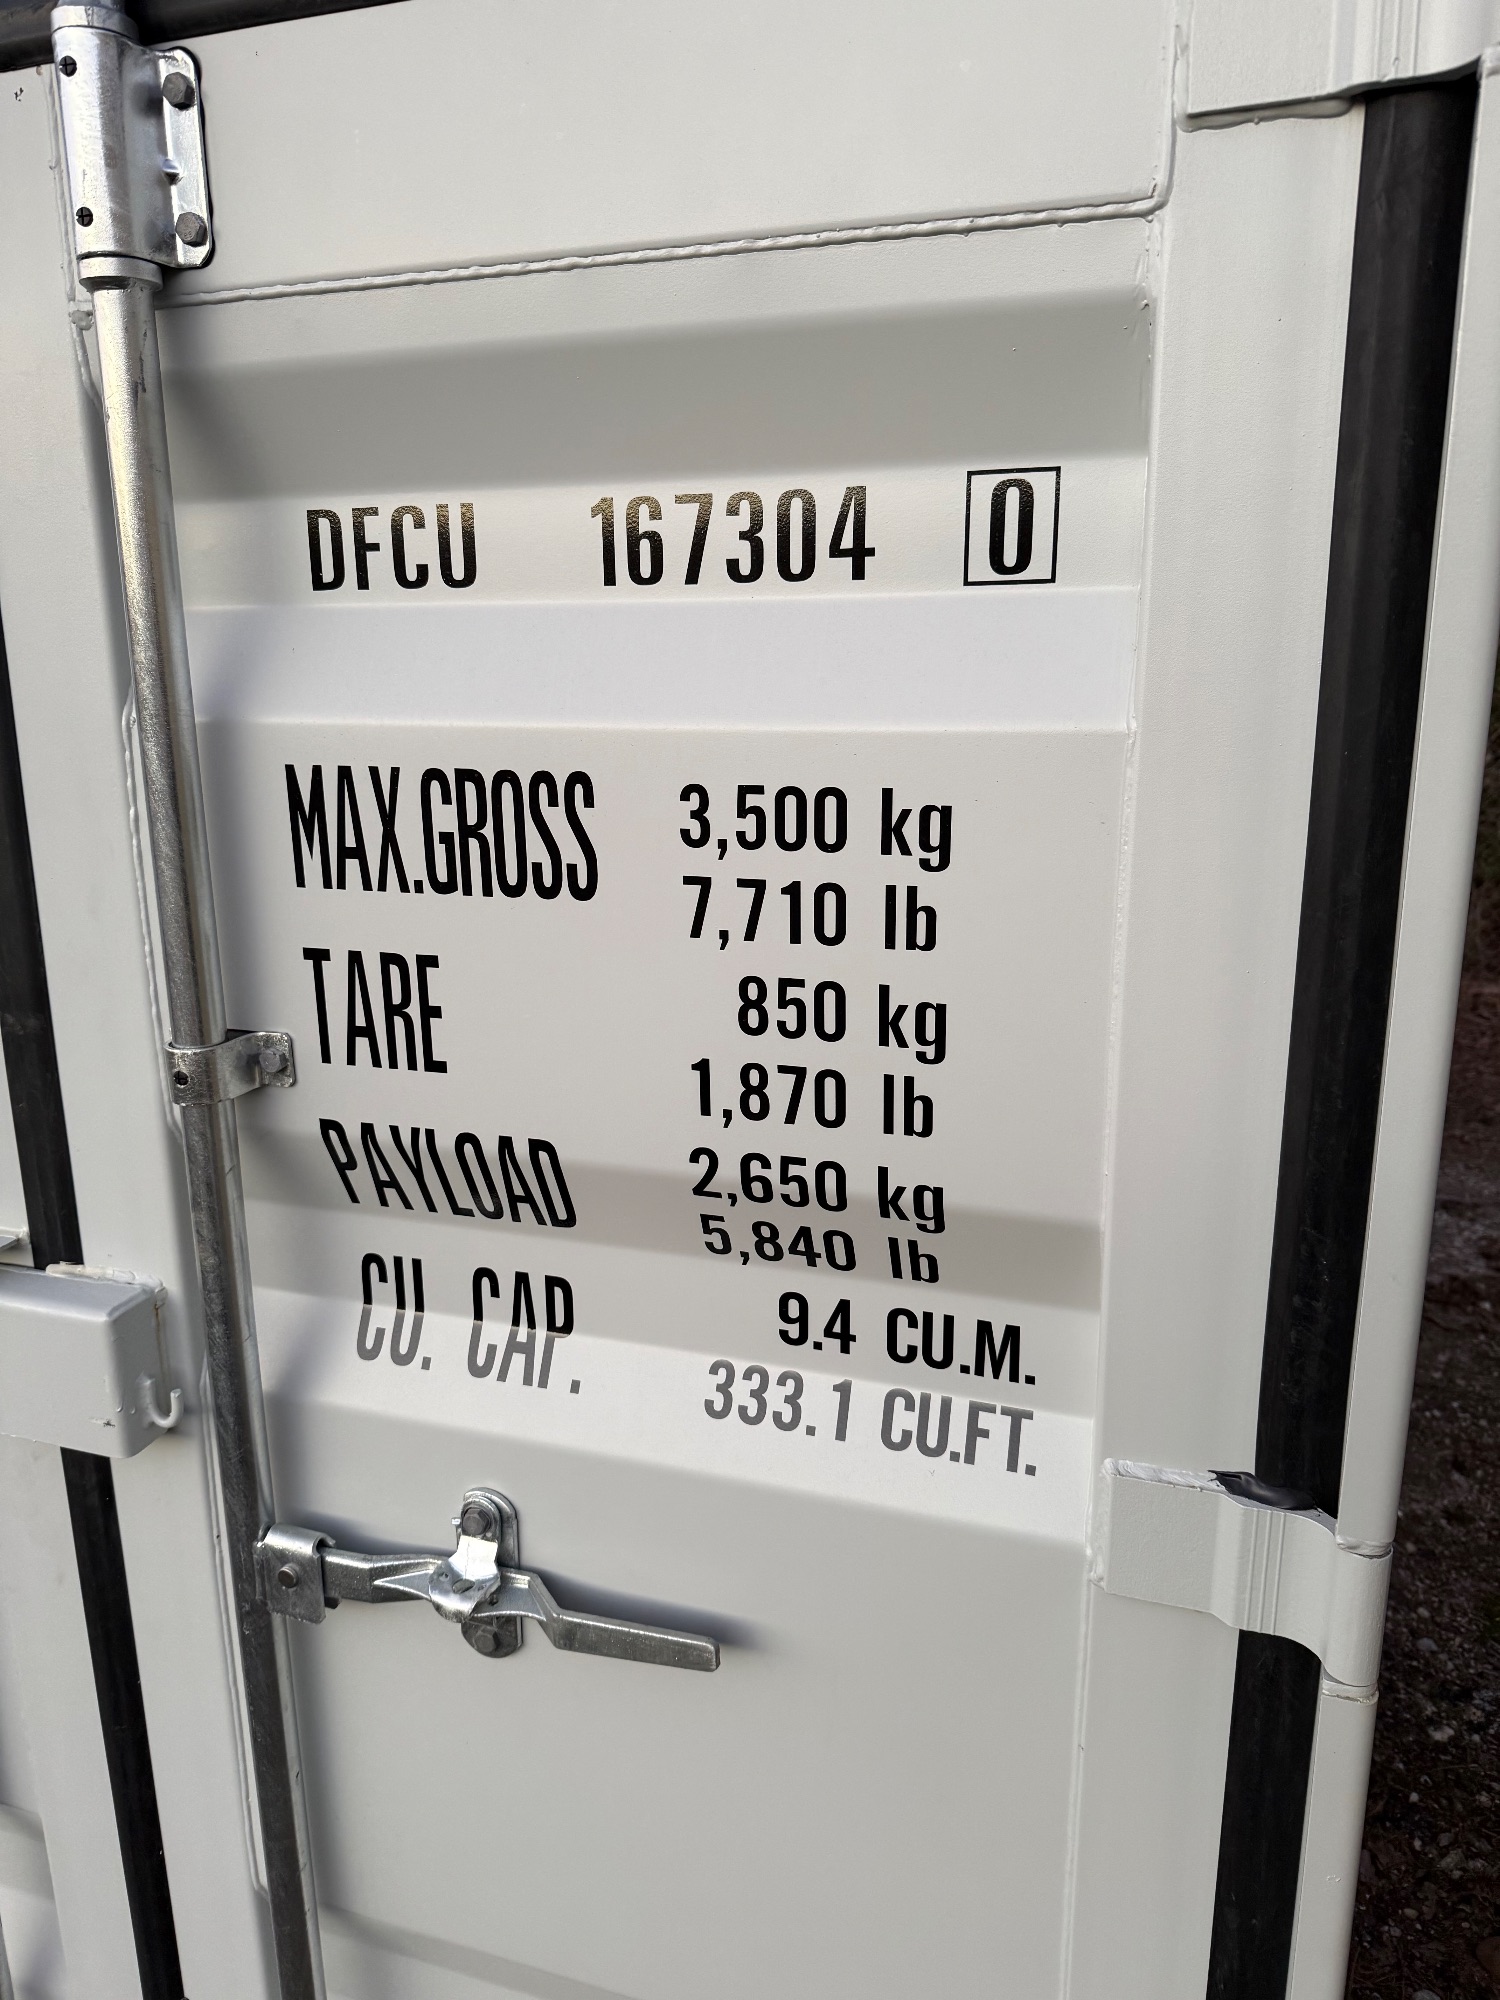 DFCU 167304 0
MAX.GROSS 3,500 kg
7,710 lb
TARE 850 kg
1,870 lb
PAYLOAD 2,650 kg
5,840 lb
CU. CAP. 9.4 CU.M.
333.1 CU.FT.